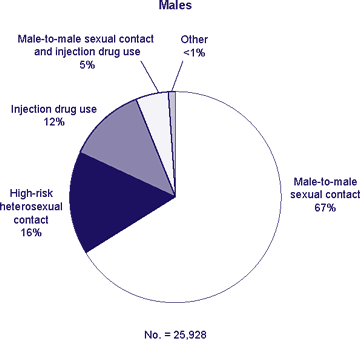 Males
Male-to-male sexual contact
and injection drug use
5%
Other
<1%
Injection drug use
12%
High-risk
heterosexual
contact
16%
Male-to-male
sexual contact
67%
No. = 25,928